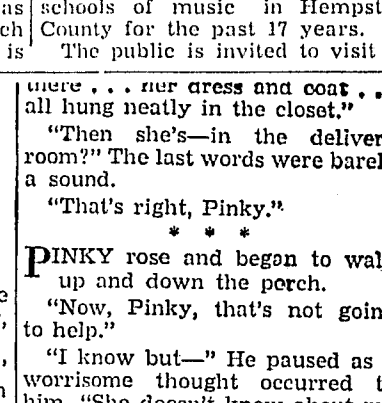 as schools of music in Hempst
ch County for the past 17 years.
is The public is invited to visit
there . . . her dress and coat . .
all hung neatly in the closet."
"Then she's—in the deliver
room?" The last words were barel
a sound.
"That's right, Pinky."
* * *
PINKY rose and began to wal
up and down the porch.
"Now, Pinky, that's not goin
to help."
"I know but—" He paused as
worrisome thought occurred t
him. "She doesn't know about